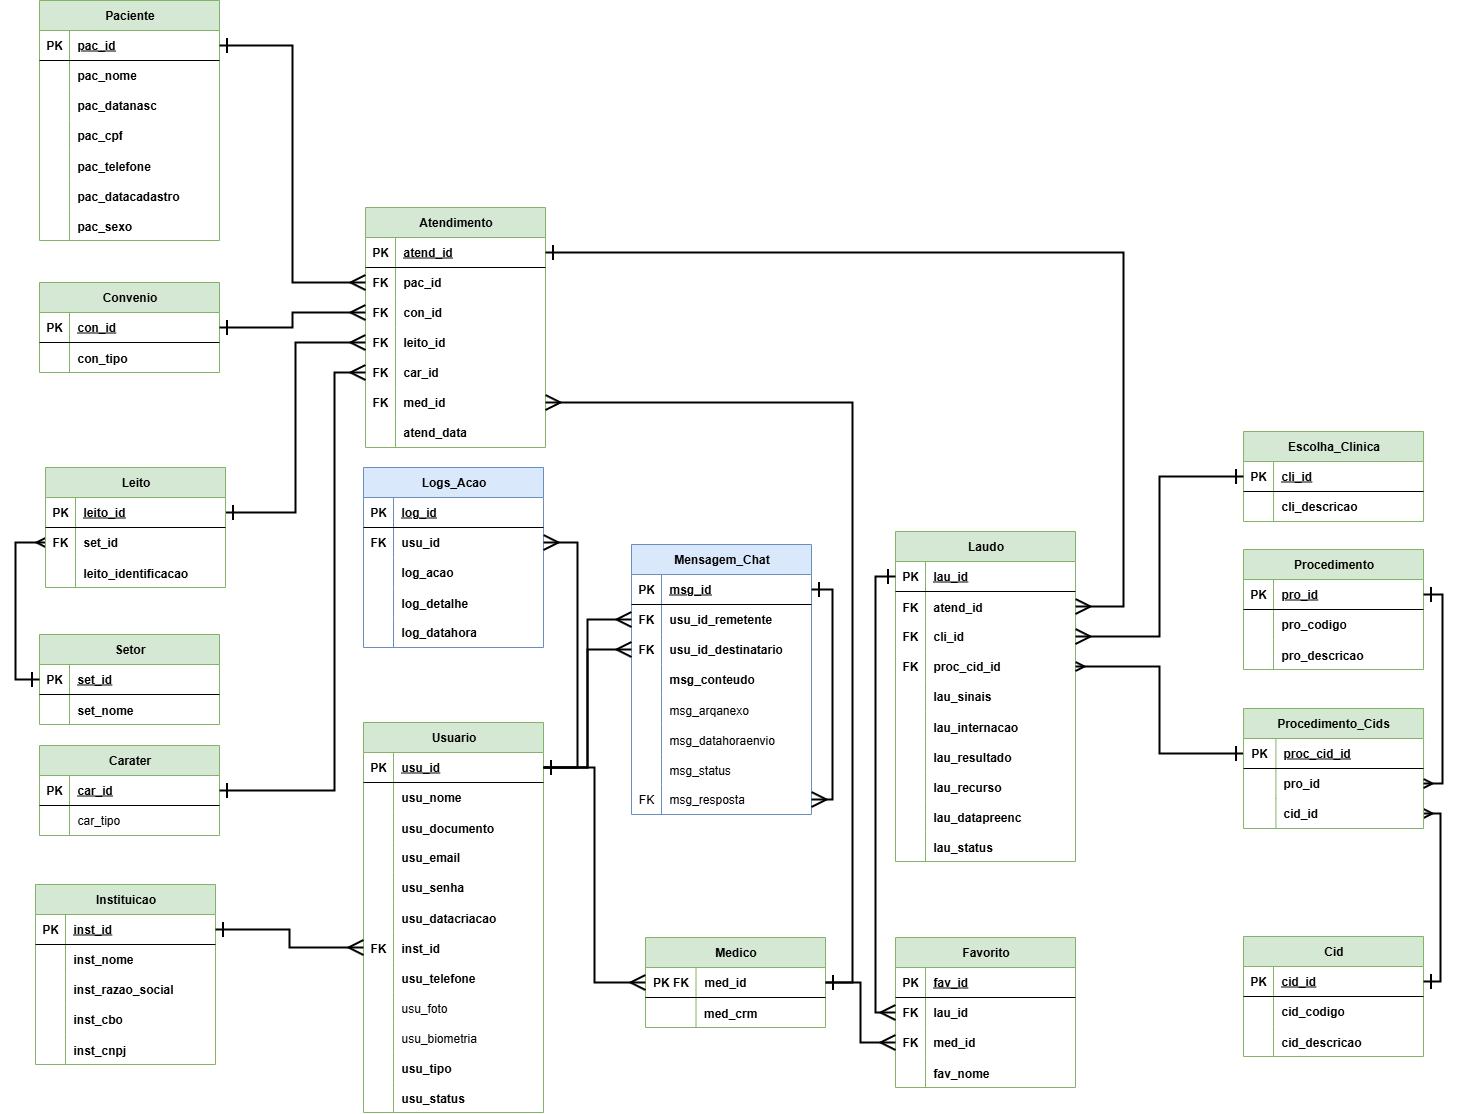 Paciente
PK pac_id
pac_nome
pac_datanasc
pac_cpf
pac_telefone
pac_datacadastro
pac_sexo
Convenio
PK con_id
con_tipo
Leito
PK leito_id
FK set_id
leito_identificacao
Setor
PK set_id
set_nome
Carater
PK car_id
car_tipo
Instituicao
PK inst_id
inst_nome
inst_razao_social
inst_cbo
inst_cnpj
Atendimento
PK atend_id
FK pac_id
FK con_id
FK leito_id
FK car_id
FK med_id
atend_data
Logs_Acao
PK log_id
FK usu_id
log_acao
log_detalhe
log_datahora
Usuario
PK usu_id
usu_nome
usu_documento
usu_email
usu_senha
usu_datacriacao
FK inst_id
usu_telefone
usu_foto
usu_biometria
usu_tipo
usu_status
Mensagem_Chat
PK msg_id
FK usu_id_remetente
FK usu_id_destinatario
msg_conteudo
msg_arqanexo
msg_datahoraenvio
msg_status
FK msg_resposta
Medico
PK FK med_id
med_crm
Laudo
PK lau_id
FK atend_id
FK cli_id
FK proc_cid_id
lau_sinais
lau_internacao
lau_resultado
lau_recurso
lau_datapreenc
lau_status
Favorito
PK fav_id
FK lau_id
FK med_id
fav_nome
Escolha_Clinica
PK cli_id
cli_descricao
Procedimento
PK pro_id
pro_codigo
pro_descricao
Procedimento_Cids
PK proc_cid_id
pro_id
cid_id
Cid
PK cid_id
cid_codigo
cid_descricao